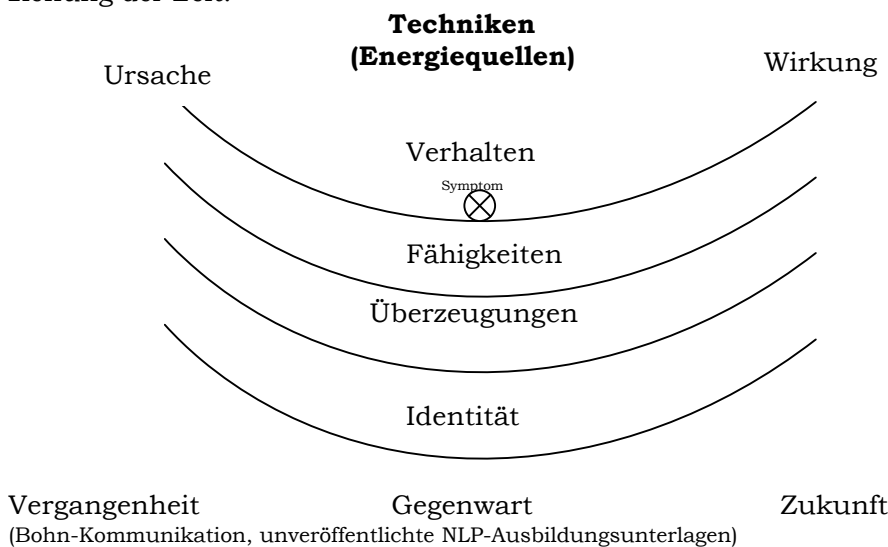 Techniken
(Energiequellen)
Ursache
Wirkung
Verhalten
Symptom
Fähigkeiten
Überzeugungen
Identität
Vergangenheit Gegenwart Zukunft
(Bohn-Kommunikation, unveröffentlichte NLP-Ausbildungsunterlagen)